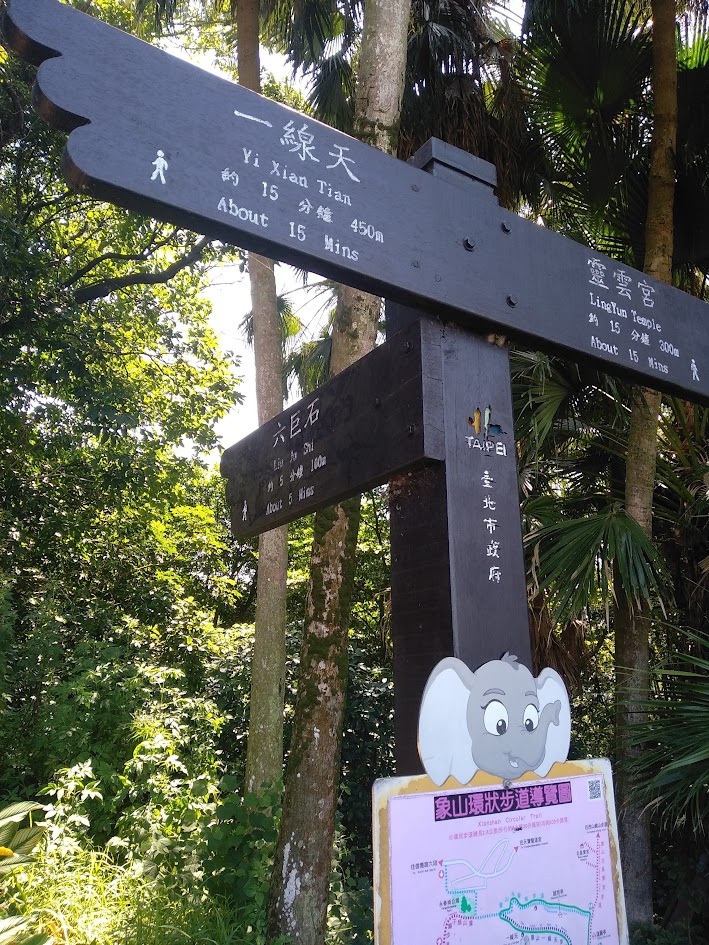 一線天
Yi Xian Tian
約 15 分鐘 450m
About 15 Mins
靈雲宮
LingYun Temple
約 15 分鐘 300m
About 15 Mins
六巨石
Liu Ju Shi
約 5 分鐘 100m
About 5 Mins
TAIPEI
臺北市政府
象山環狀步道導覽圖
Xiangshan Circular Trail